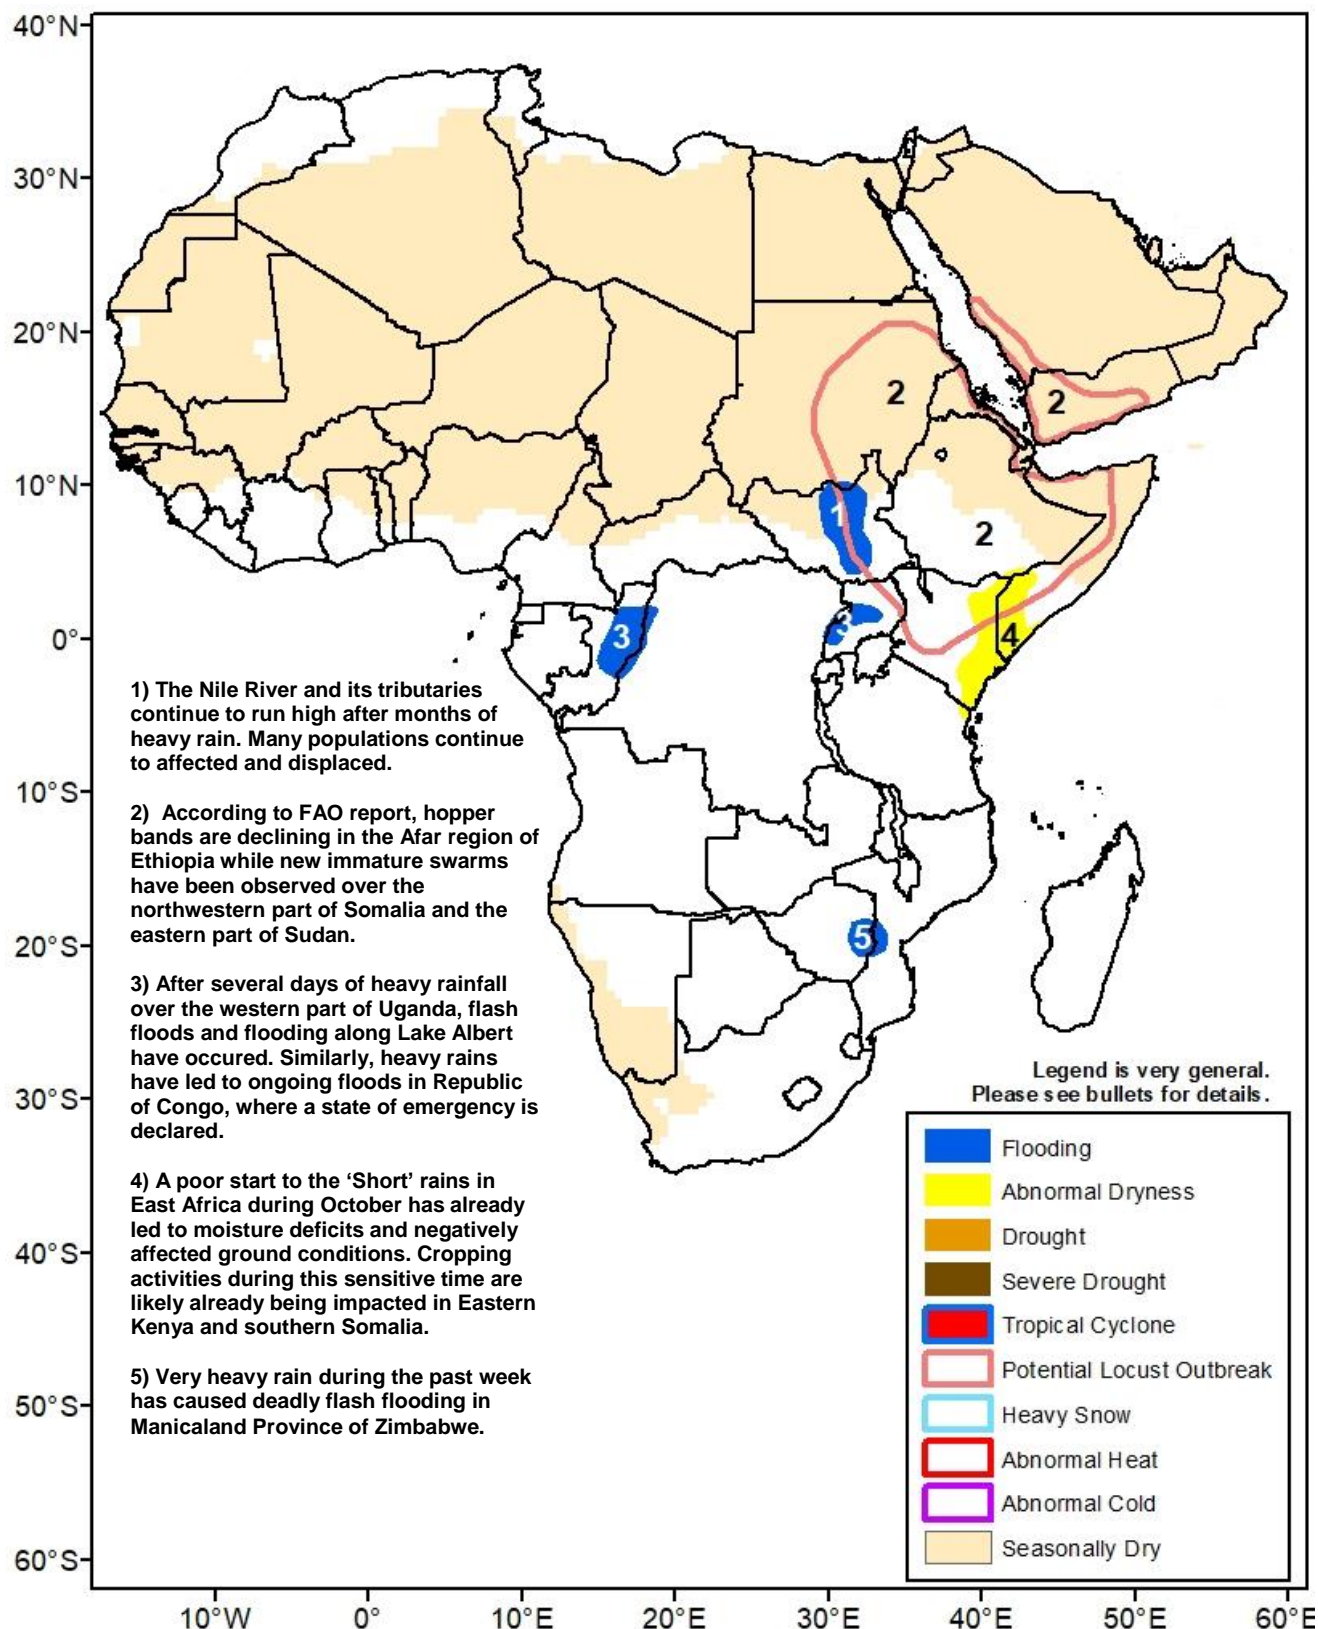 40°N
30°N
20°N
10°N
0°
10°S
20°S
30°S
40°S
50°S
60°S
2
2
1
2
3
3
4
5
1) The Nile River and its tributaries
continue to run high after months of
heavy rain. Many populations continue
to affected and displaced.
2) According to FAO report, hopper
bands are declining in the Afar region of
Ethiopia while new immature swarms
have been observed over the
northwestern part of Somalia and the
eastern part of Sudan.
3) After several days of heavy rainfall
over the western part of Uganda, flash
floods and flooding along Lake Albert
have occured. Similarly, heavy rains
have led to ongoing floods in Republic
of Congo, where a state of emergency is
declared.
4) A poor start to the ‘Short’ rains in
East Africa during October has already
led to moisture deficits and negatively
affected ground conditions. Cropping
activities during this sensitive time are
likely already being impacted in Eastern
Kenya and southern Somalia.
5) Very heavy rain during the past week
has caused deadly flash flooding in
Manicaland Province of Zimbabwe.
Legend is very general.
Please see bullets for details.
Flooding
Abnormal Dryness
Drought
Severe Drought
Tropical Cyclone
Potential Locust Outbreak
Heavy Snow
Abnormal Heat
Abnormal Cold
Seasonally Dry
10°W 0° 10°E 20°E 30°E 40°E 50°E 60°E